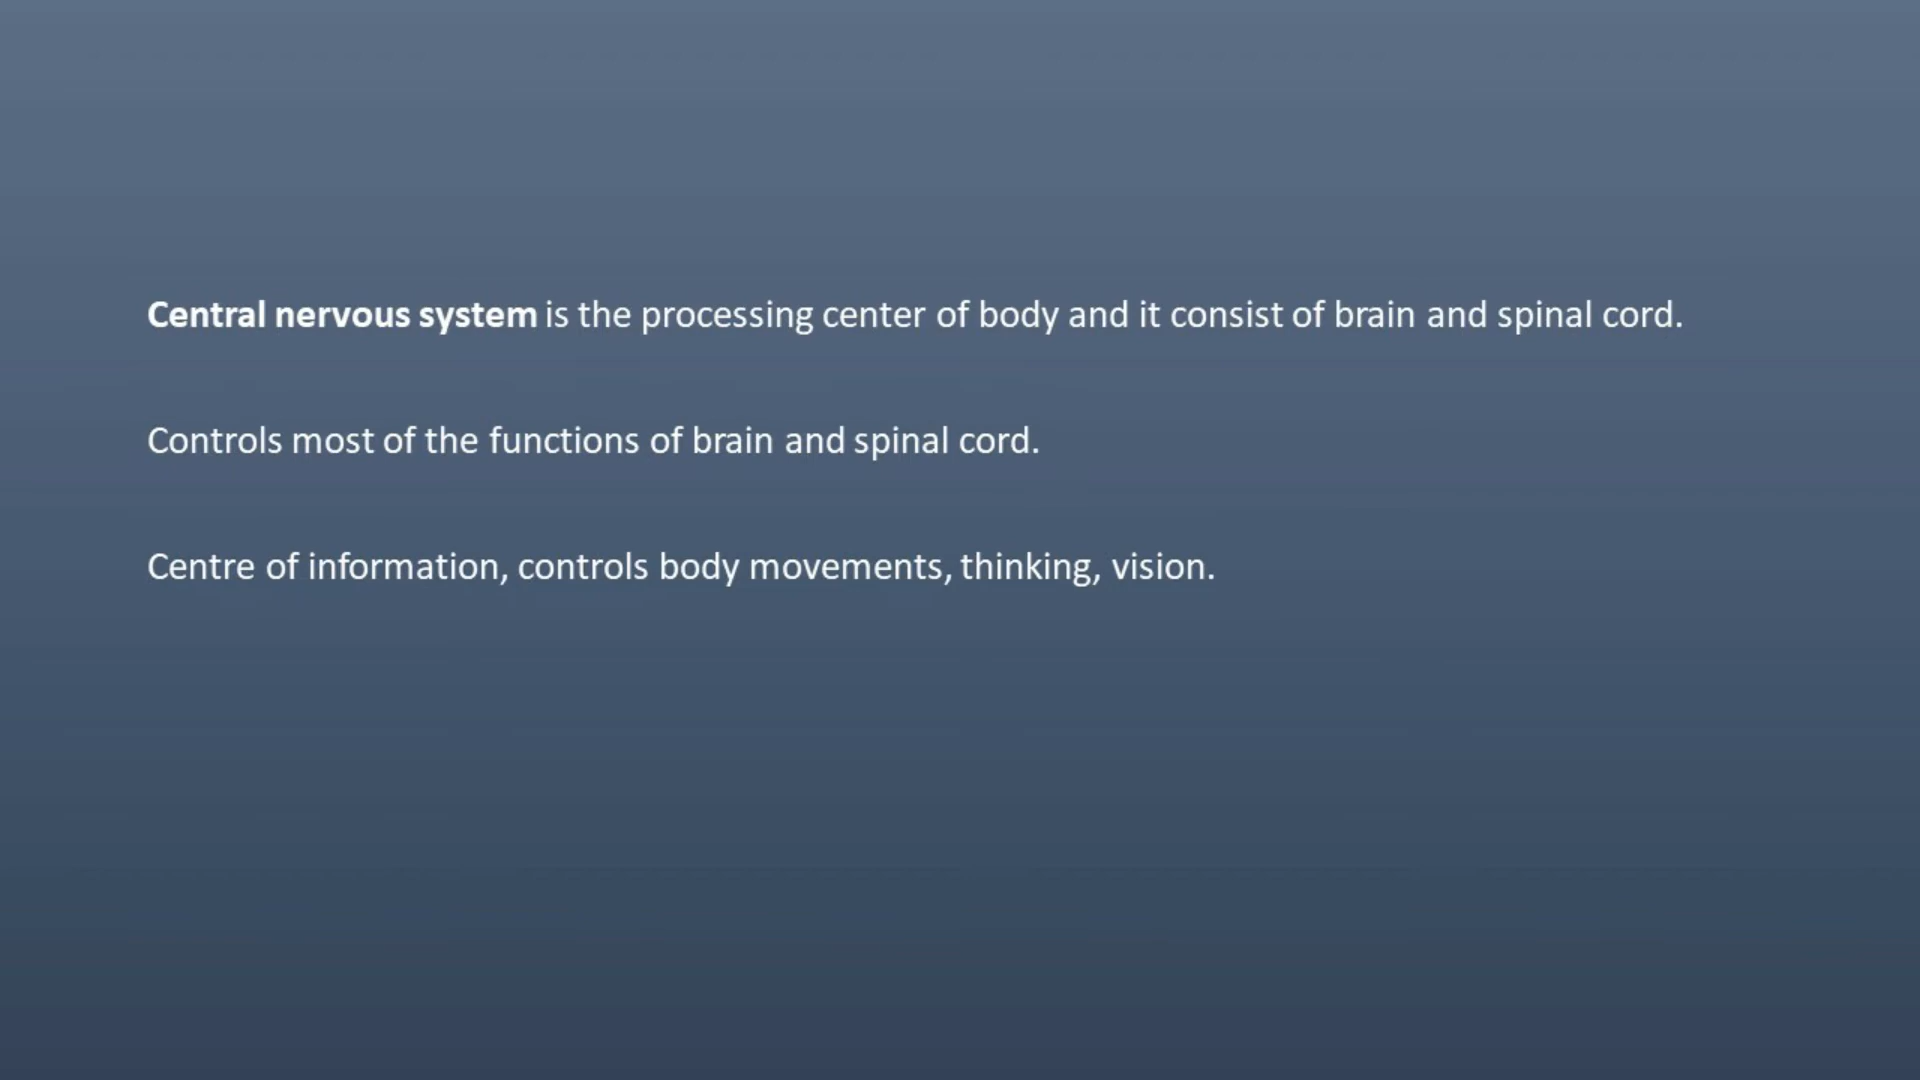 Central nervous system is the processing center of body and it consist of brain and spinal cord.
Controls most of the functions of brain and spinal cord.
Centre of information, controls body movements, thinking, vision.